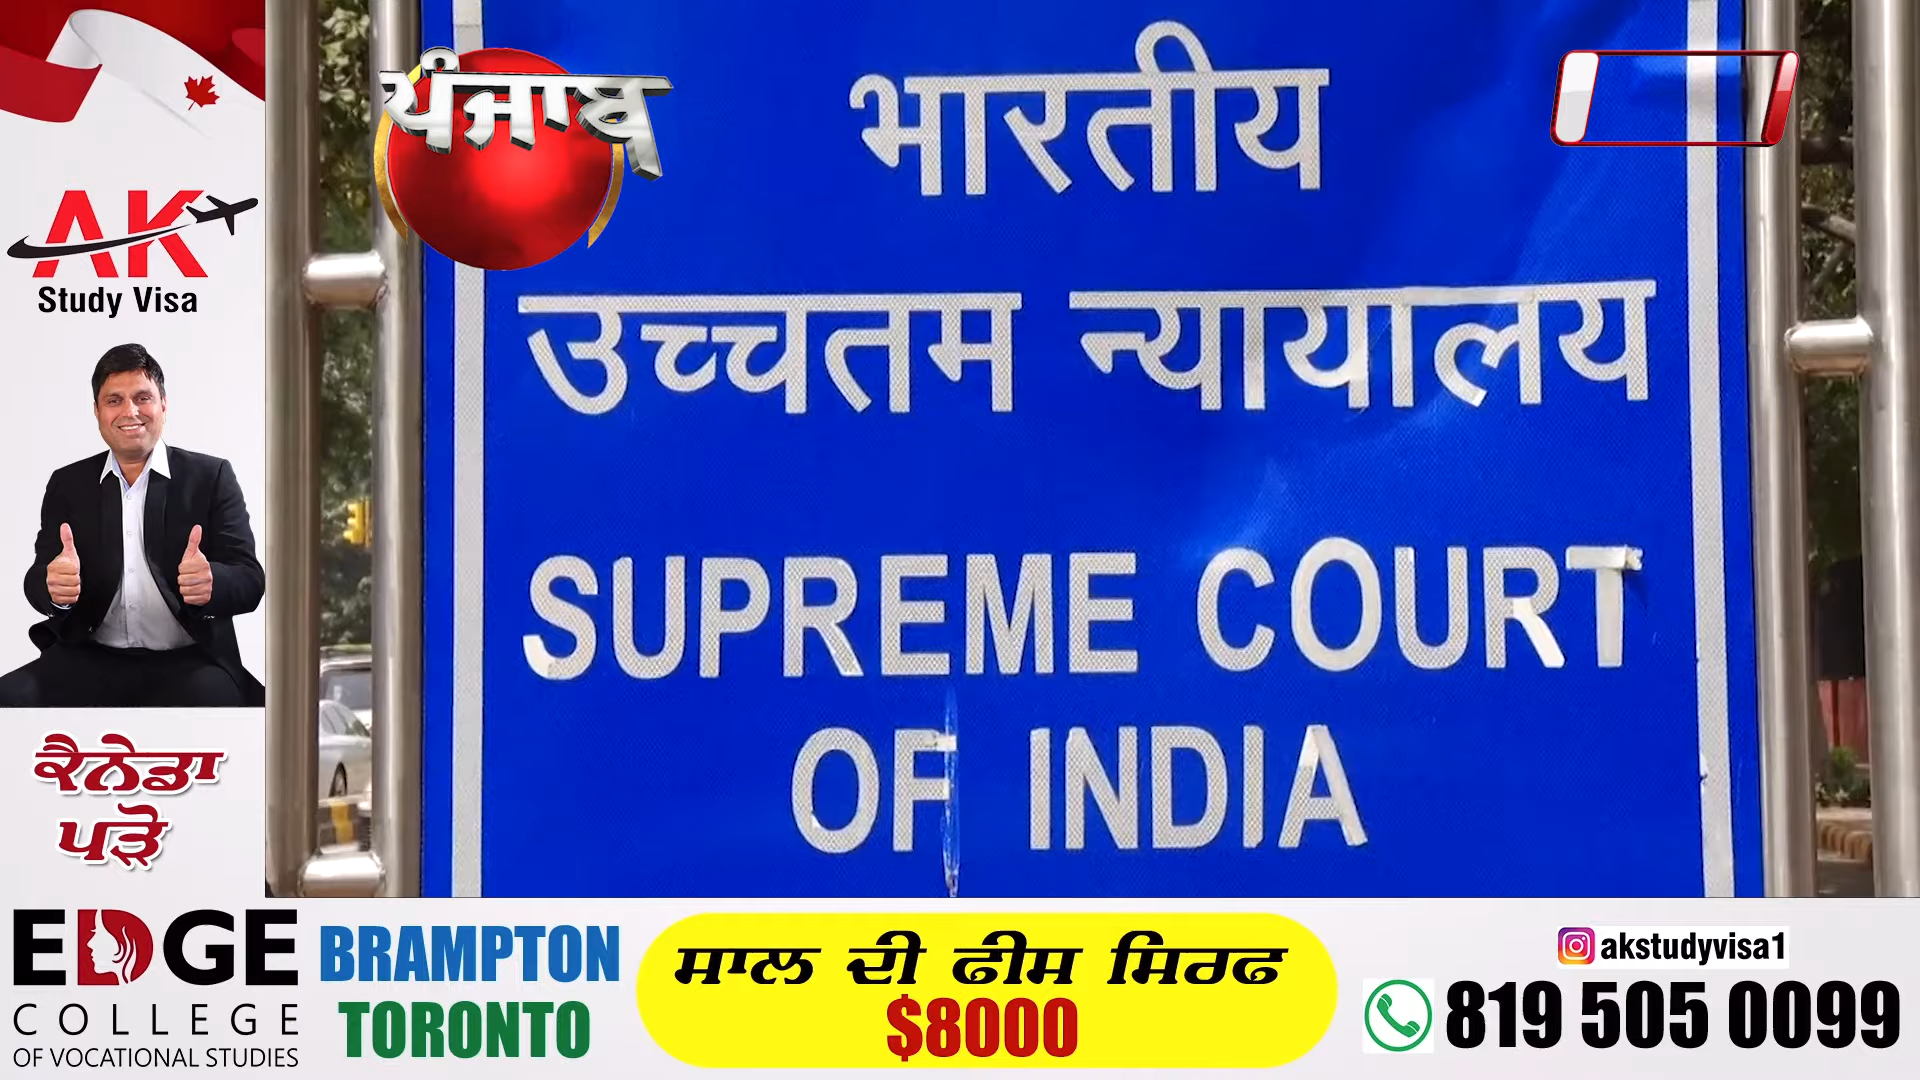 ਪੰਜਾਬ
भारतीय
उच्चतम न्यायालय
SUPREME COURT
OF INDIA
AK
Study Visa
ਕੈਨੇਡਾ
ਪੜੋ
EDGE
COLLEGE
OF VOCATIONAL STUDIES
BRAMPTON
TORONTO
ਸਾਲ ਦੀ ਫੀਸ ਸਿਰਫ
$8000
akstudyvisa1
819 505 0099